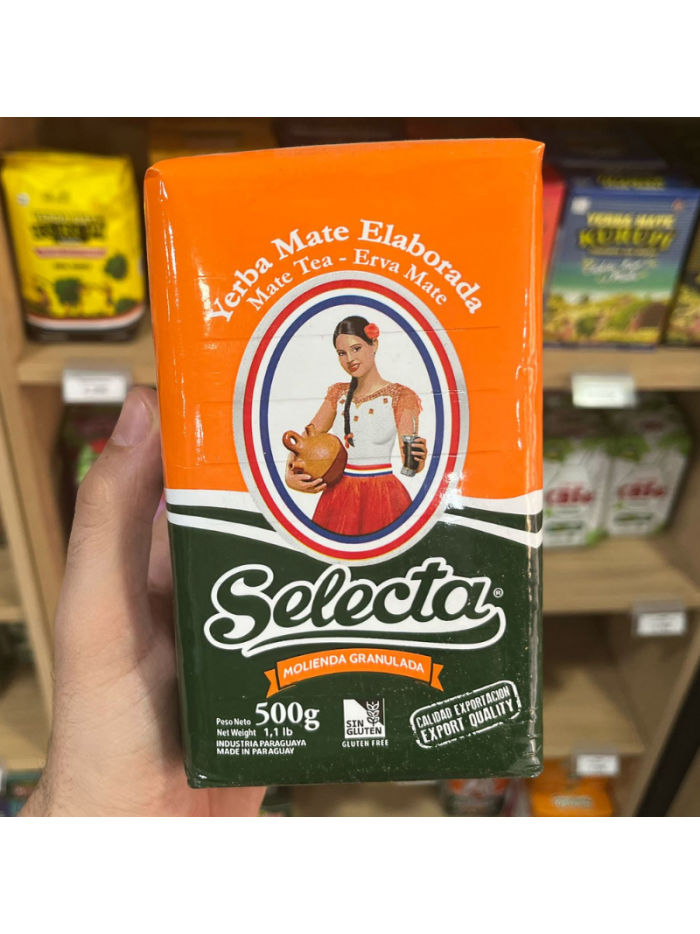 Yerba Mate Elaborada
Mate Tea - Erva Mate
Selecta®
MOLIENDA GRANULADA
Peso Neto 500g
Net Weight 1,1 lb
INDUSTRIA PARAGUAYA
MADE IN PARAGUAY
SIN
GLUTEN
GLUTEN FREE
CALIDAD EXPORTACION
EXPORT QUALITY
YERBA MATE
KURUPI